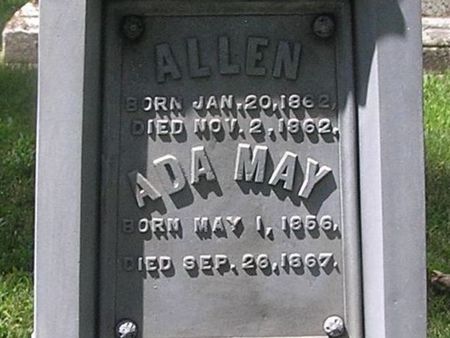 ALLEN
BORN JAN. 20, 1862,
DIED NOV. 2, 1862.
ADA MAY
BORN MAY 1, 1856,
DIED SEP. 26, 1867.